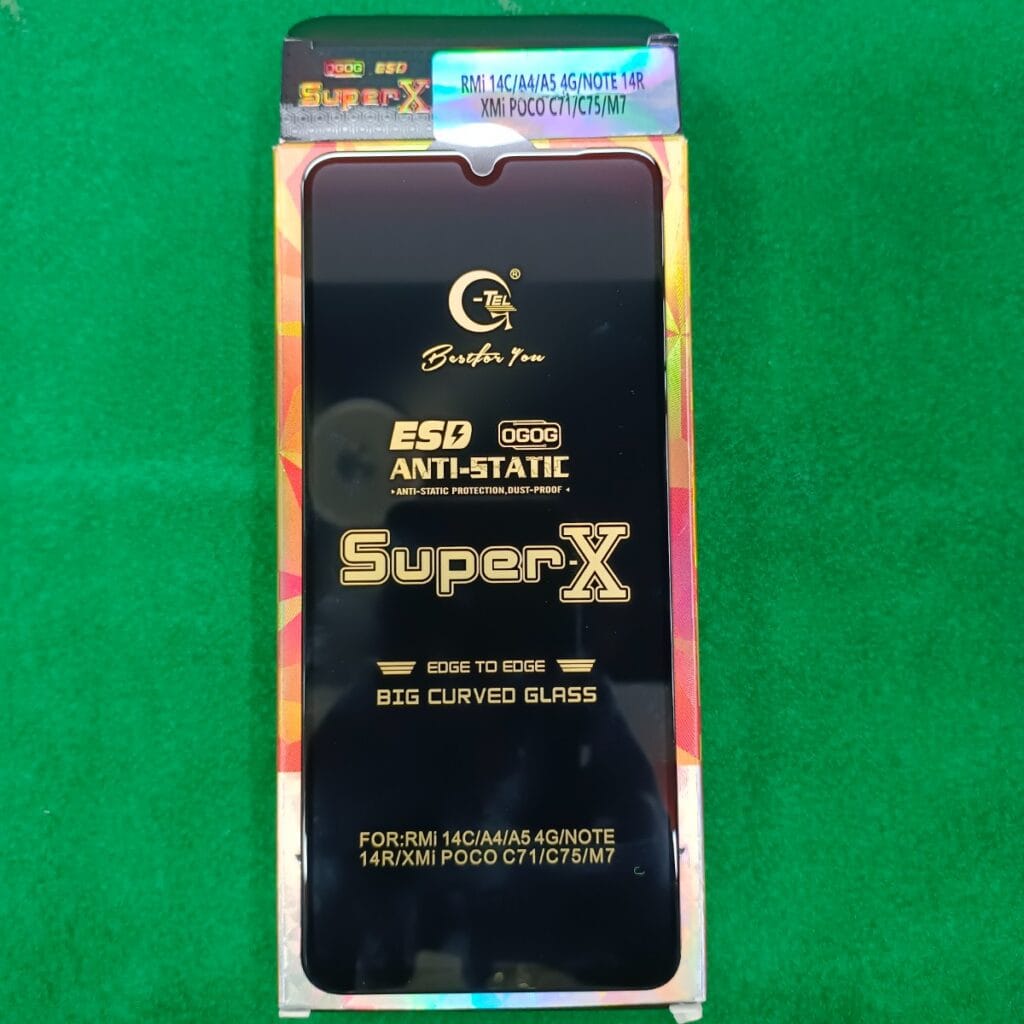 OGOG ESD
Super-X
RMi 14C/A4/A5 4G/NOTE 14R
XMi POCO C71/C75/M7
-TEL ®
Best for You
ESD OGOG
ANTI-STATIC
ANTI-STATIC PROTECTION,DUST-PROOF
Super-X
EDGE TO EDGE
BIG CURVED GLASS
FOR:RMi 14C/A4/A5 4G/NOTE
14R/XMi POCO C71/C75/M7